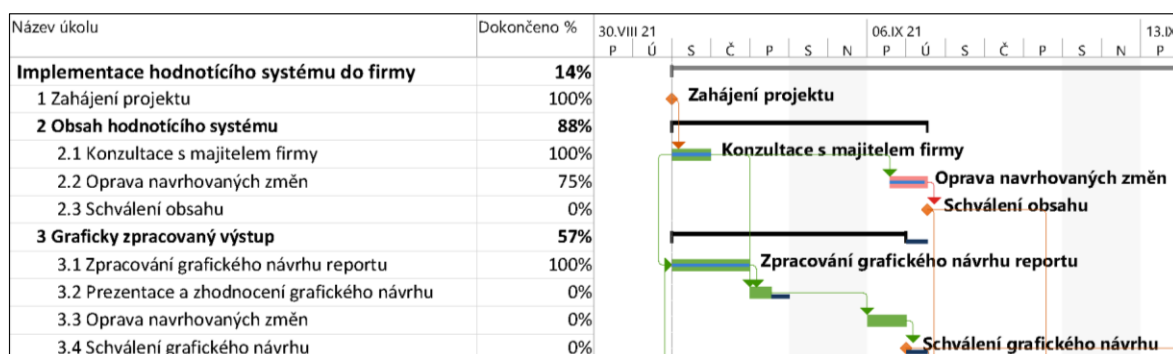 Název úkolu Dokončeno % 30.VIII 21 06.IX 21 13.IX
P Ú S Č P S N P Ú S Č P S N P
Implementace hodnotícího systému do firmy 14%
1 Zahájení projektu 100% Zahájení projektu
2 Obsah hodnotícího systému 88%
2.1 Konzultace s majitelem firmy 100% Konzultace s majitelem firmy
2.2 Oprava navrhovaných změn 75% Oprava navrhovaných změn
2.3 Schválení obsahu 0% Schválení obsahu
3 Graficky zpracovaný výstup 57%
3.1 Zpracování grafického návrhu reportu 100% Zpracování grafického návrhu reportu
3.2 Prezentace a zhodnocení grafického návrhu 0%
3.3 Oprava navrhovaných změn 0%
3.4 Schválení grafického návrhu 0% Schválení grafického návrhu